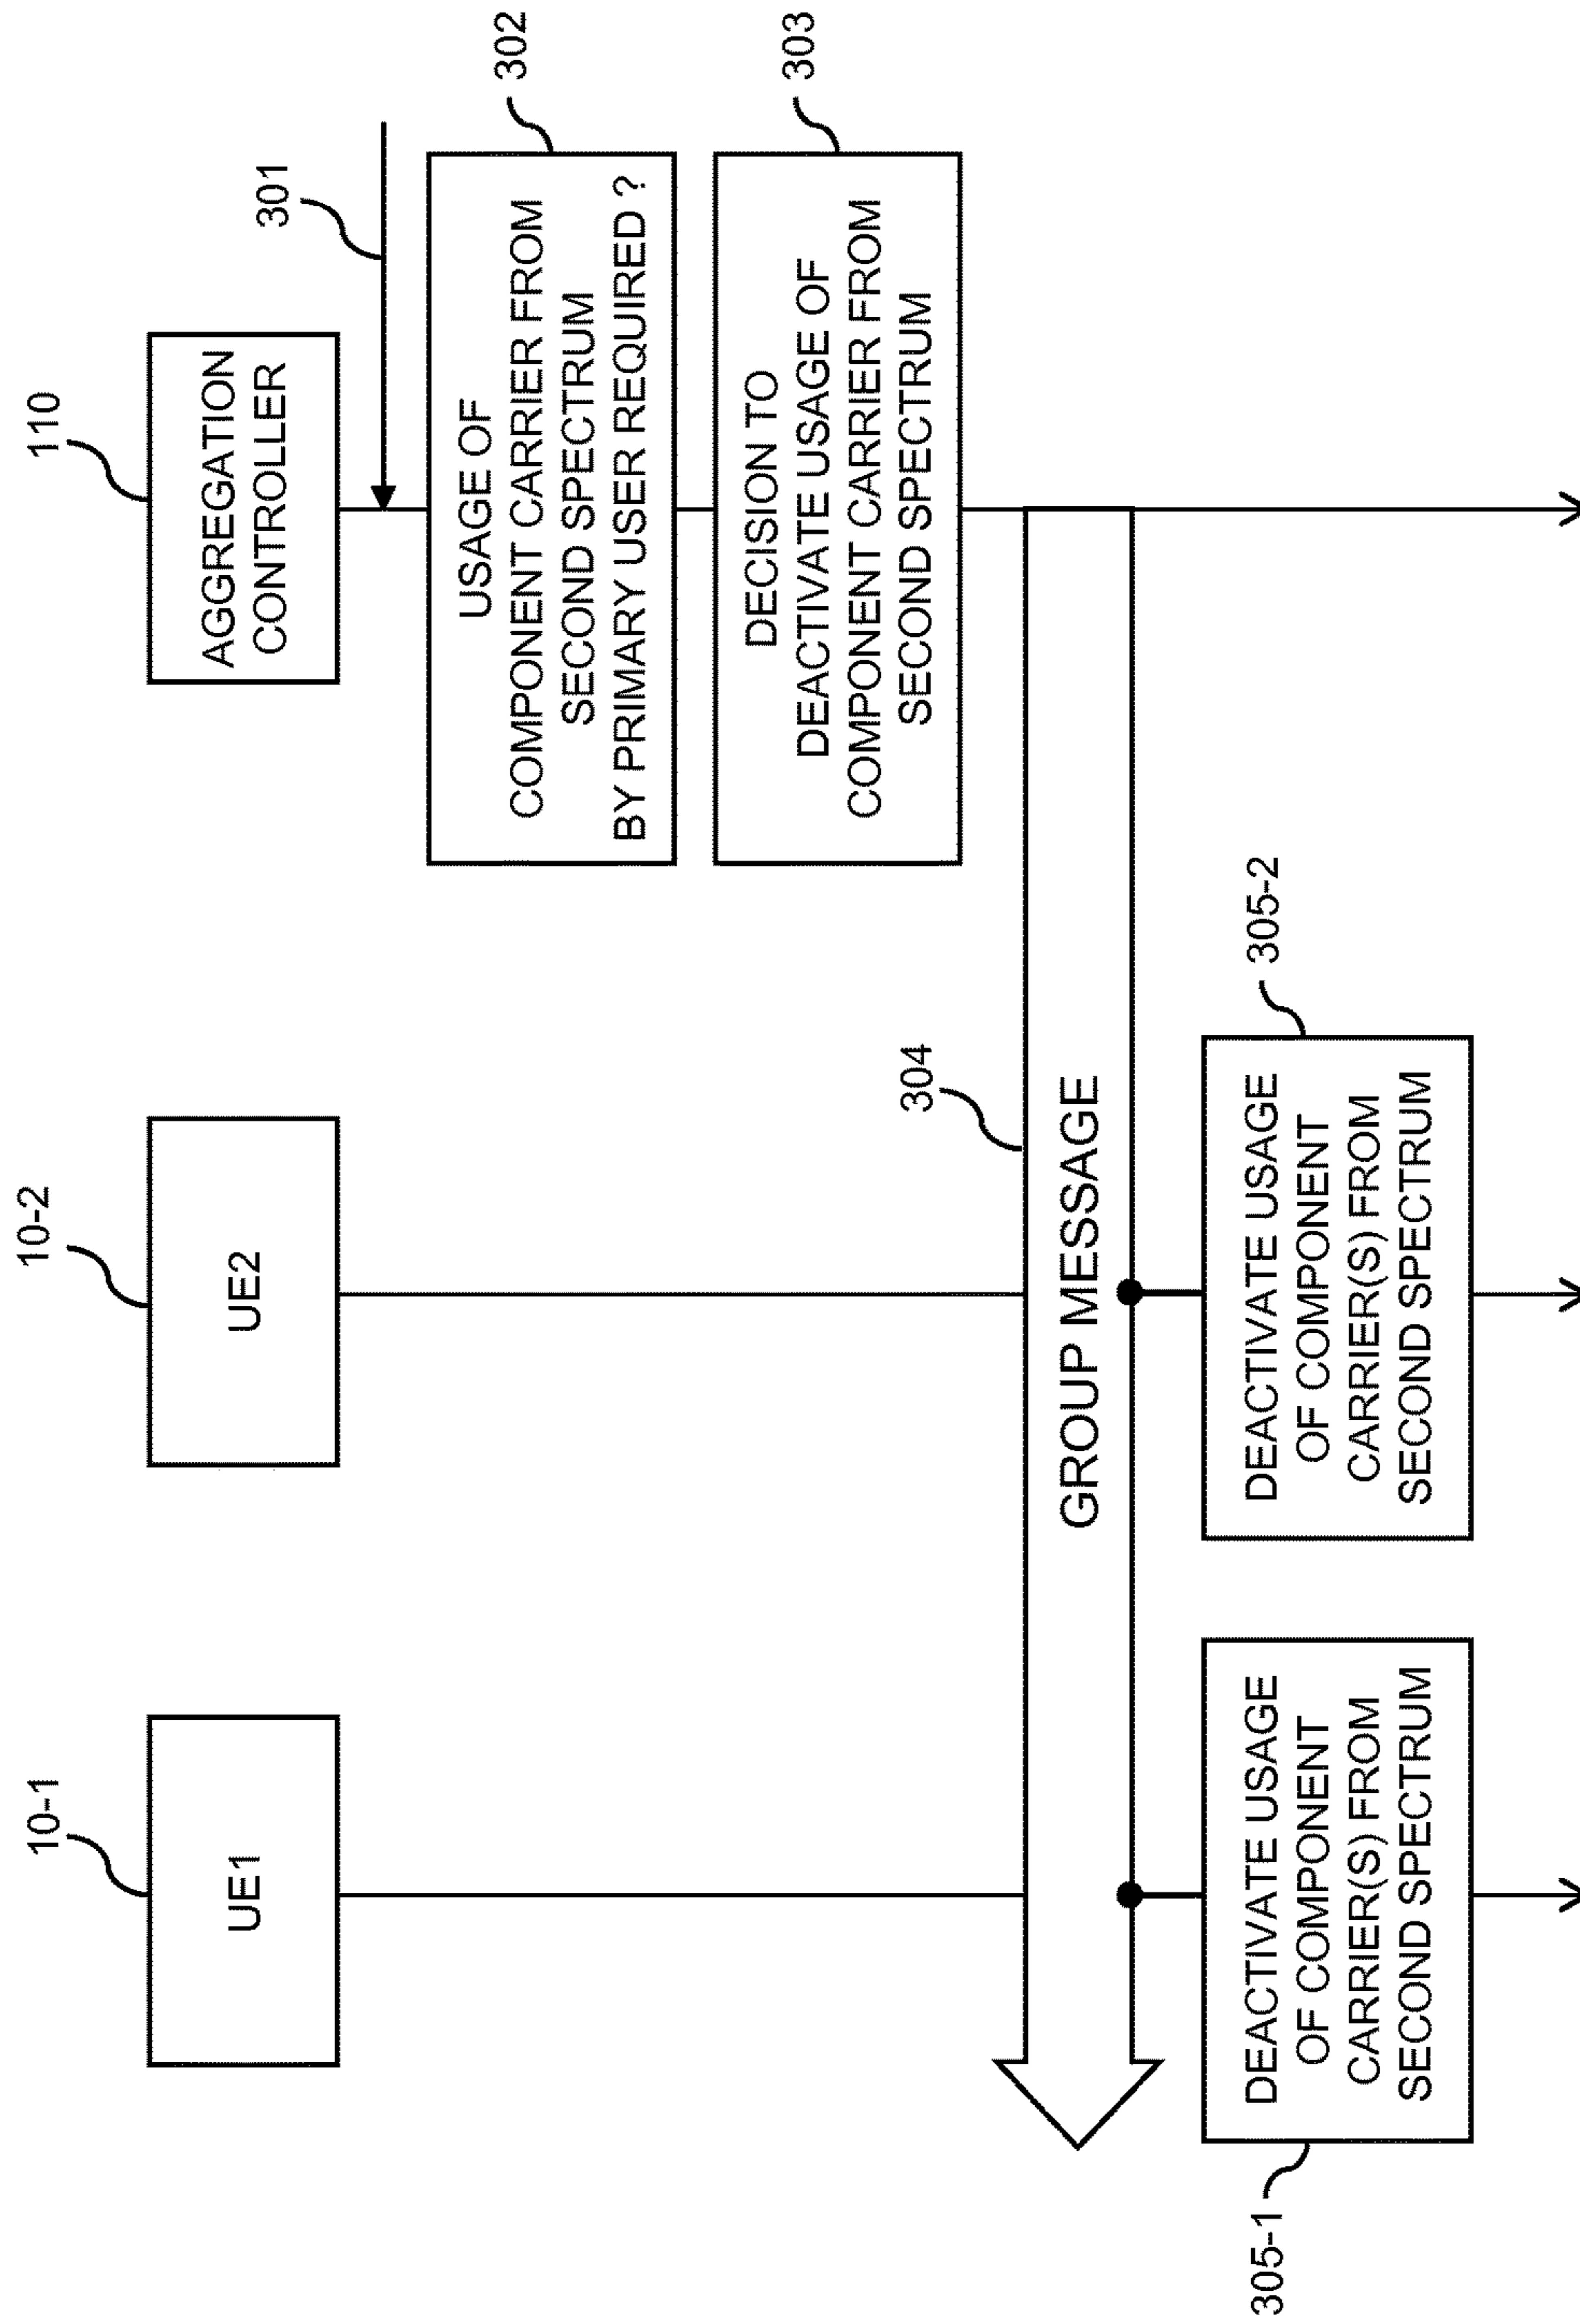 10-1
UE1
10-2
UE2
110
AGGREGATION
CONTROLLER
301
302
USAGE OF
COMPONENT CARRIER FROM
SECOND SPECTRUM
BY PRIMARY USER REQUIRED ?
303
DECISION TO
DEACTIVATE USAGE OF
COMPONENT CARRIER FROM
SECOND SPECTRUM
304
GROUP MESSAGE
305-1
DEACTIVATE USAGE
OF COMPONENT
CARRIER(S) FROM
SECOND SPECTRUM
305-2
DEACTIVATE USAGE
OF COMPONENT
CARRIER(S) FROM
SECOND SPECTRUM